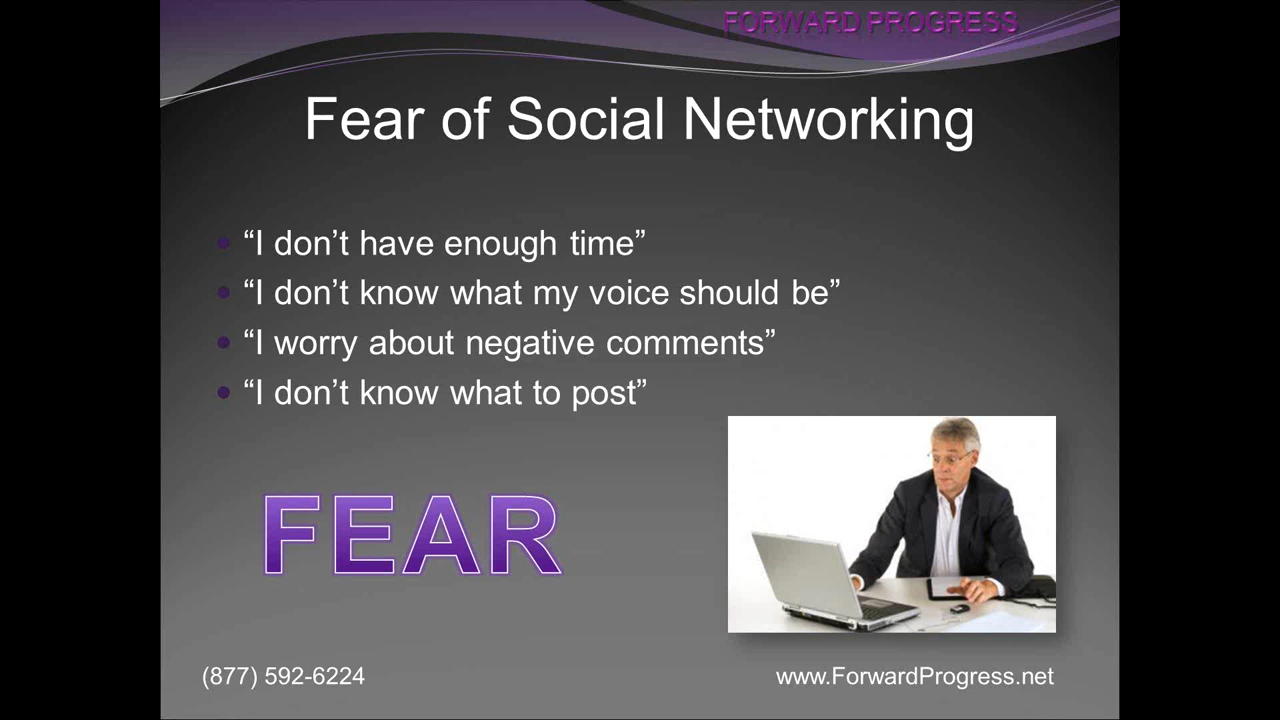 FORWARD PROGRESS
Fear of Social Networking
“I don’t have enough time”
“I don’t know what my voice should be”
“I worry about negative comments”
“I don’t know what to post”
FEAR
(877) 592-6224
www.ForwardProgress.net